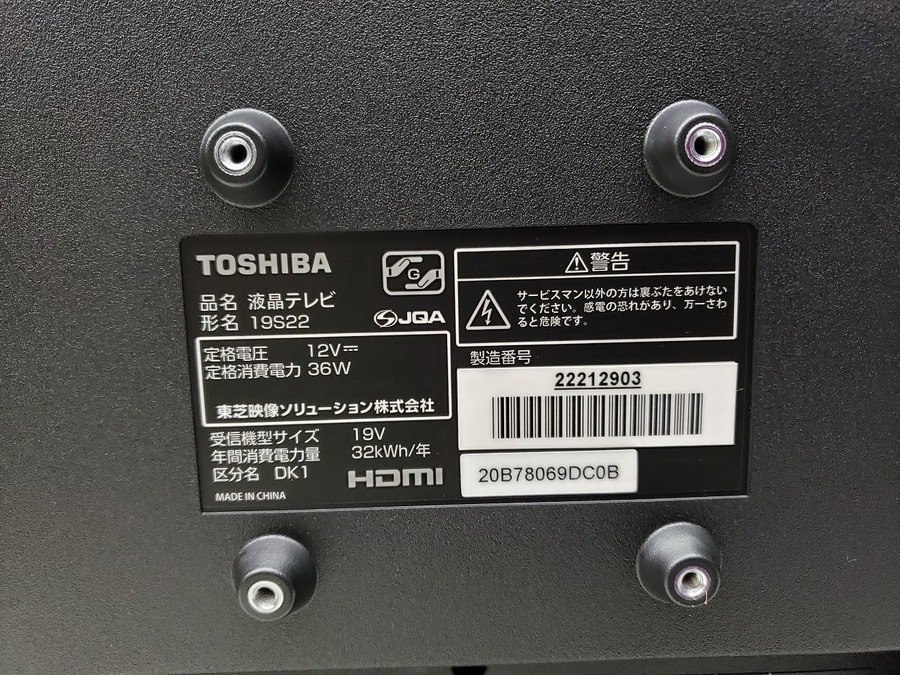 TOSHIBA
G
品名 液晶テレビ
形名 19S22
JQA
定格電圧 12V⎓
定格消費電力 36W
東芝映像ソリューション株式会社
受信機型サイズ 19V
年間消費電力量 32kWh/年
区分名 DK1
HDMI
MADE IN CHINA
警告
サービスマン以外の方は裏ぶたをあけない
でください。感電の恐れがあり、万一さわ
ると危険です。
製造番号
22212903
20B78069DC0B